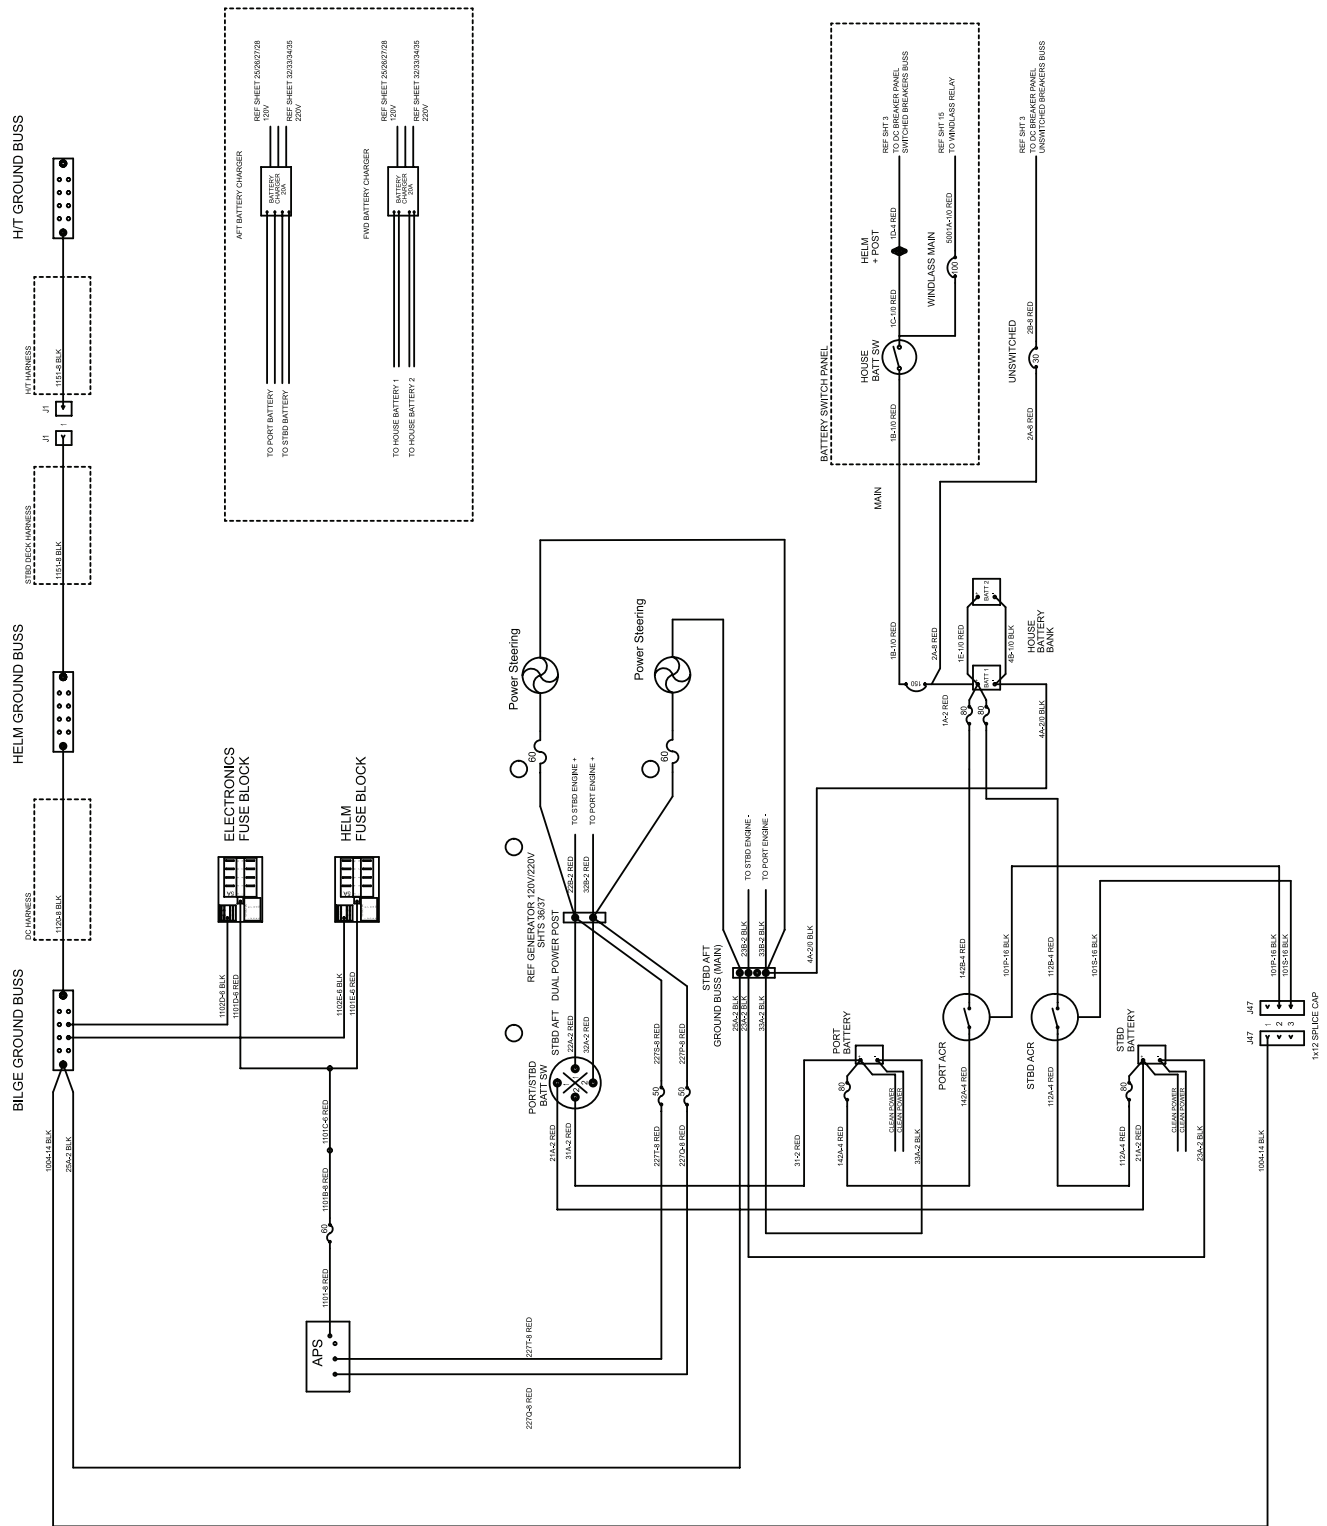 H/T GROUND BUSS
H/T HARNESS
1151-8 BLK
J1
1
J1
STBD DECK HARNESS
1151-8 BLK
HELM GROUND BUSS
DC HARNESS
1120-8 BLK
BILGE GROUND BUSS
1004-14 BLK
25A-2 BLK
AFT BATTERY CHARGER
REF SHEET 25/26/27/28
120V
REF SHEET 32/33/34/35
220V
BATTERY
CHARGER
20A
TO PORT BATTERY
TO STBD BATTERY
FWD BATTERY CHARGER
REF SHEET 25/26/27/28
120V
REF SHEET 32/33/34/35
220V
BATTERY
CHARGER
20A
TO HOUSE BATTERY 1
TO HOUSE BATTERY 2
ELECTRONICS
FUSE BLOCK
HELM
FUSE BLOCK
1102D-6 BLK
1101D-6 RED
1102E-6 BLK
1101E-6 RED
1101C-6 RED
1101B-6 RED
60
1101-8 RED
APS
227T-8 RED
227Q-8 RED
Power Steering
60
Power Steering
60
TO STBD ENGINE +
TO PORT ENGINE +
22B-2 RED
32B-2 RED
REF GENERATOR 120V/220V
SHTS 36/37
STBD AFT DUAL POWER POST
22A-2 RED
32A-2 RED
PORT/STBD
BATT SW
1
2
1
2
21A-2 RED
31A-2 RED
227S-8 RED
227P-8 RED
50
50
227T-8 RED
227Q-8 RED
STBD AFT
GROUND BUSS (MAIN)
TO STBD ENGINE -
TO PORT ENGINE -
23B-2 BLK
33B-2 BLK
4A-2/0 BLK
25A-2 BLK
23A-2 BLK
33A-2 BLK
BATTERY SWITCH PANEL
REF SHT 3
TO DC BREAKER PANEL
SWITCHED BREAKERS BUSS
REF SHT 15
TO WINDLASS RELAY
REF SHT 3
TO DC BREAKER PANEL
UNSWITCHED BREAKERS BUSS
1D-4 RED
5001A-1/0 RED
HELM
+ POST
WINDLASS MAIN
100
1C-1/0 RED
HOUSE
BATT SW
1B-1/0 RED
UNSWITCHED
2B-8 RED
30
2A-8 RED
MAIN
1B-1/0 RED
2A-8 RED
1E-1/0 RED
4B-1/0 BLK
BATT 2
BATT 1
HOUSE
BATTERY
BANK
150
1A-2 RED
80
80
4A-2/0 BLK
142B-4 RED
101P-16 BLK
112B-4 RED
101S-16 BLK
101P-16 BLK
101S-16 BLK
PORT
BATTERY
80
CLEAN POWER
CLEAN POWER
31-2 RED
142A-4 RED
33A-2 BLK
PORT ACR
142A-4 RED
STBD ACR
112A-4 RED
STBD
BATTERY
80
CLEAN POWER
CLEAN POWER
112A-4 RED
21A-2 RED
23A-2 BLK
J47
J47
1
2
3
1x12 SPLICE CAP
1004-14 BLK